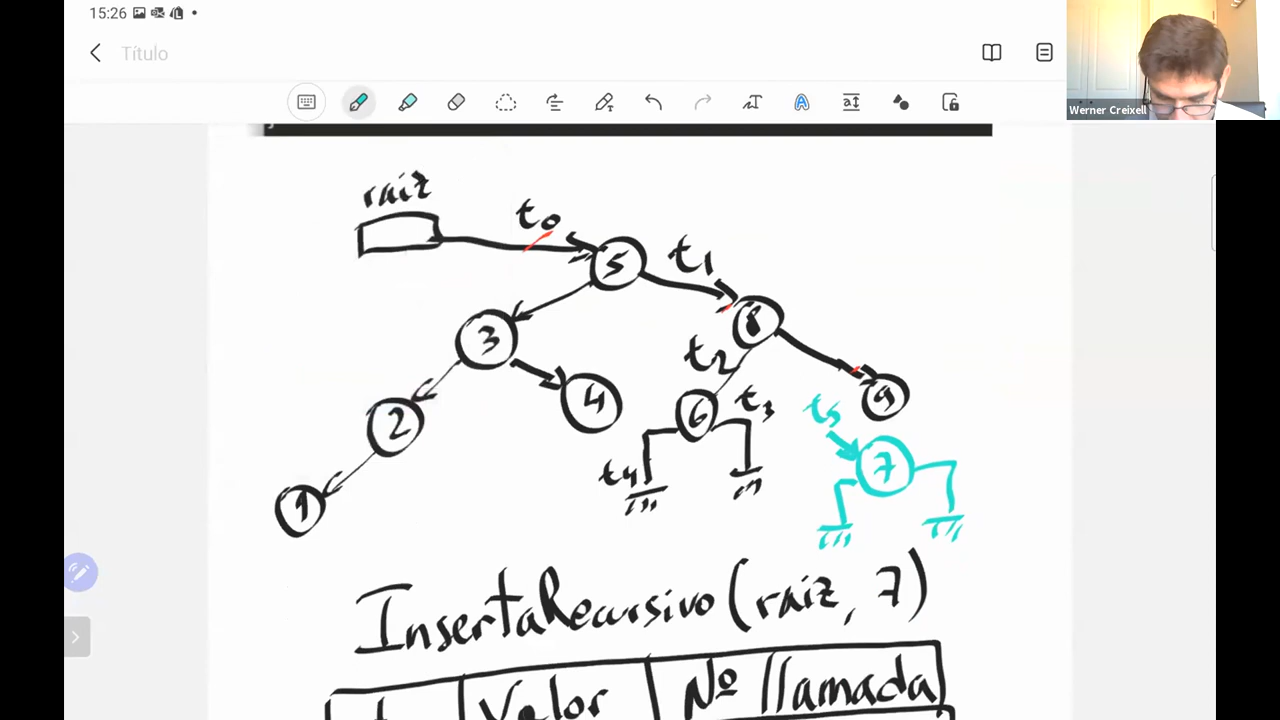 15:26
Título
Werner Creixell
raiz
t0
5
t1
3
8
t2
4
6
t3
9
t5
2
7
t4
1
InsertaRecursivo(raiz, 7)
Valor
Nº llamada